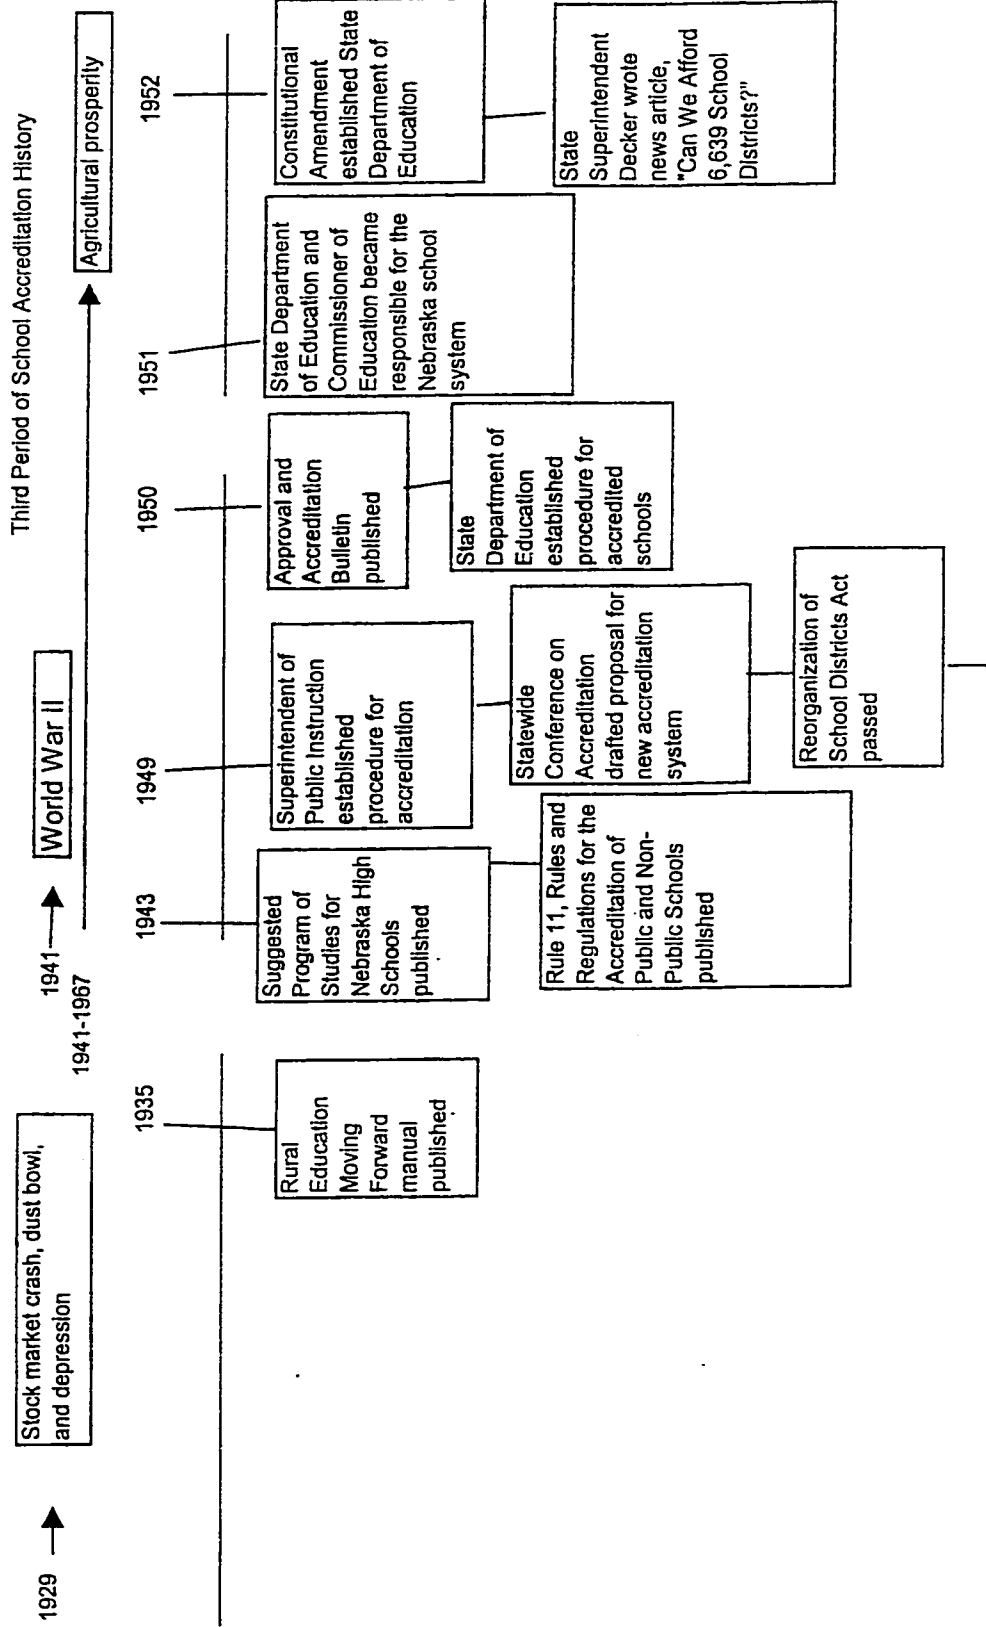 Third Period of School Accreditation History
1929
Stock market crash, dust bowl,
and depression
1941
World War II
1941-1967
Agricultural prosperity
1935
Rural
Education
Moving
Forward
manual
published
1943
Suggested
Program of
Studies for
Nebraska High
Schools
published
Rule 11, Rules and
Regulations for the
Accreditation of
Public and Non-
Public Schools
published
1949
Superintendent of
Public Instruction
established
procedure for
accreditation
Statewide
Conference on
Accreditation
drafted proposal for
new accreditation
system
Reorganization of
School Districts Act
passed
1950
Approval and
Accreditation
Bulletin
published
State
Department of
Education
established
procedure for
accredited
schools
1951
State Department
of Education and
Commissioner of
Education became
responsible for the
Nebraska school
system
1952
Constitutional
Amendment
established State
Department of
Education
State
Superintendent
Decker wrote
news article,
"Can We Afford
6,639 School
Districts?"